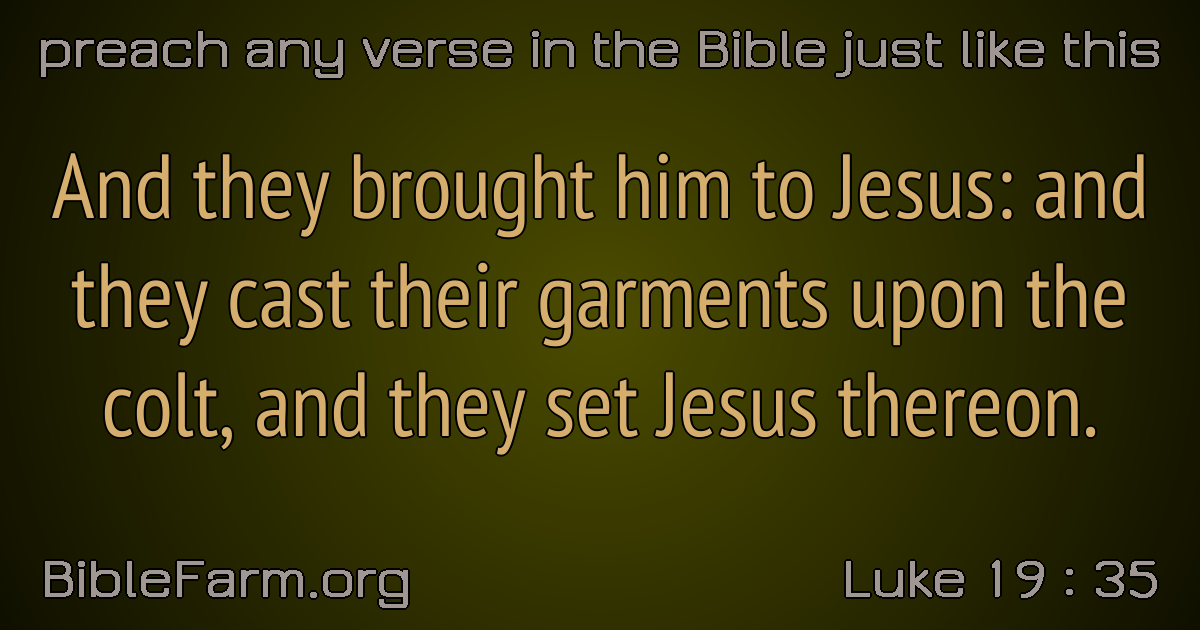 preach any verse in the Bible just like this
And they brought him to Jesus: and
they cast their garments upon the
colt, and they set Jesus thereon.
BibleFarm.org
Luke 19 : 35